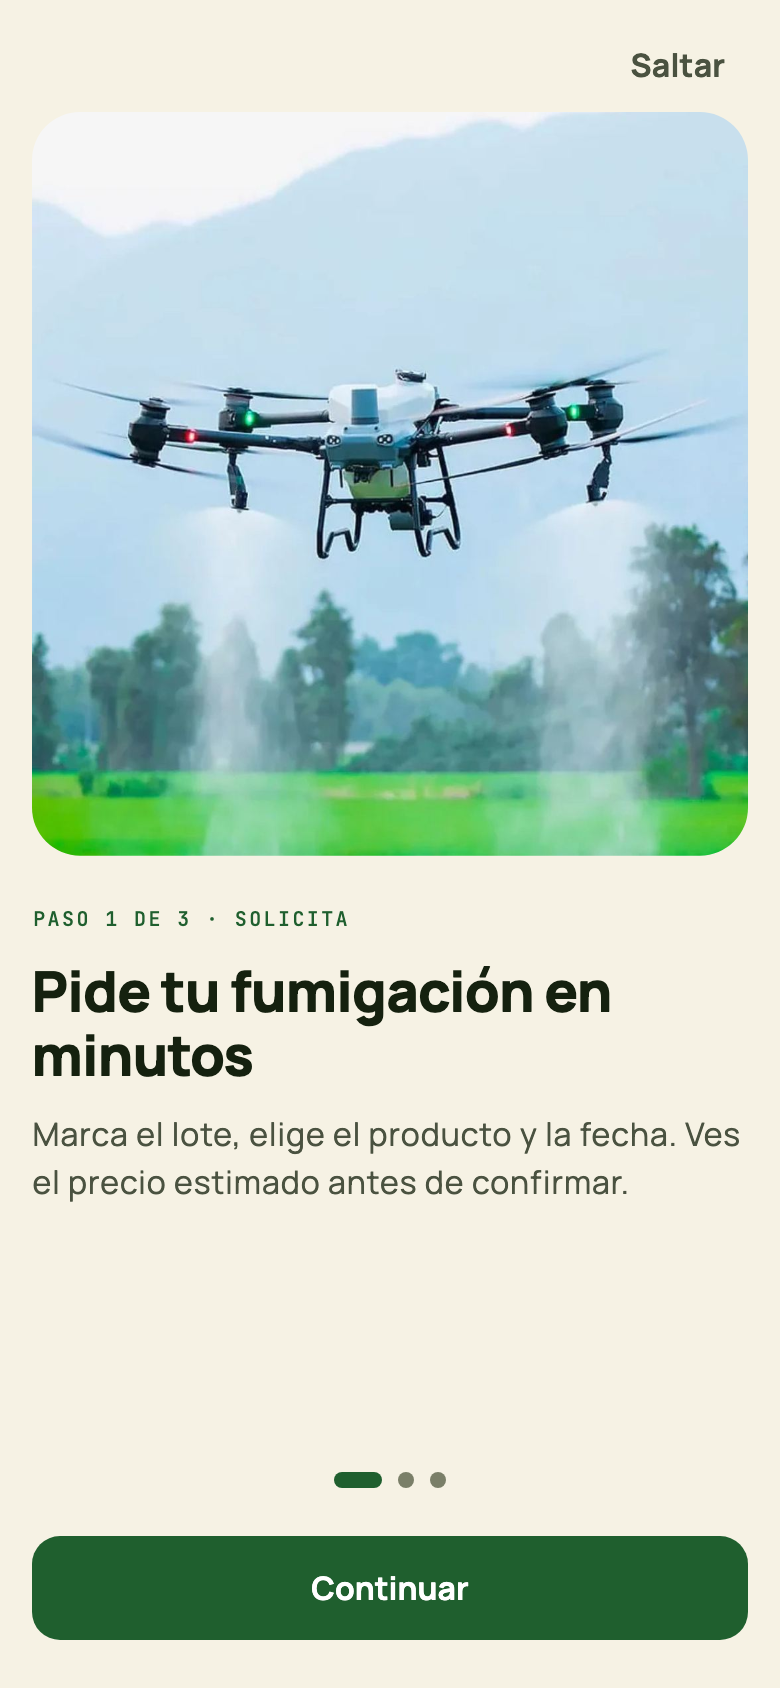 Saltar
PASO 1 DE 3 · SOLICITA
Pide tu fumigación en
minutos
Marca el lote, elige el producto y la fecha. Ves
el precio estimado antes de confirmar.
Continuar